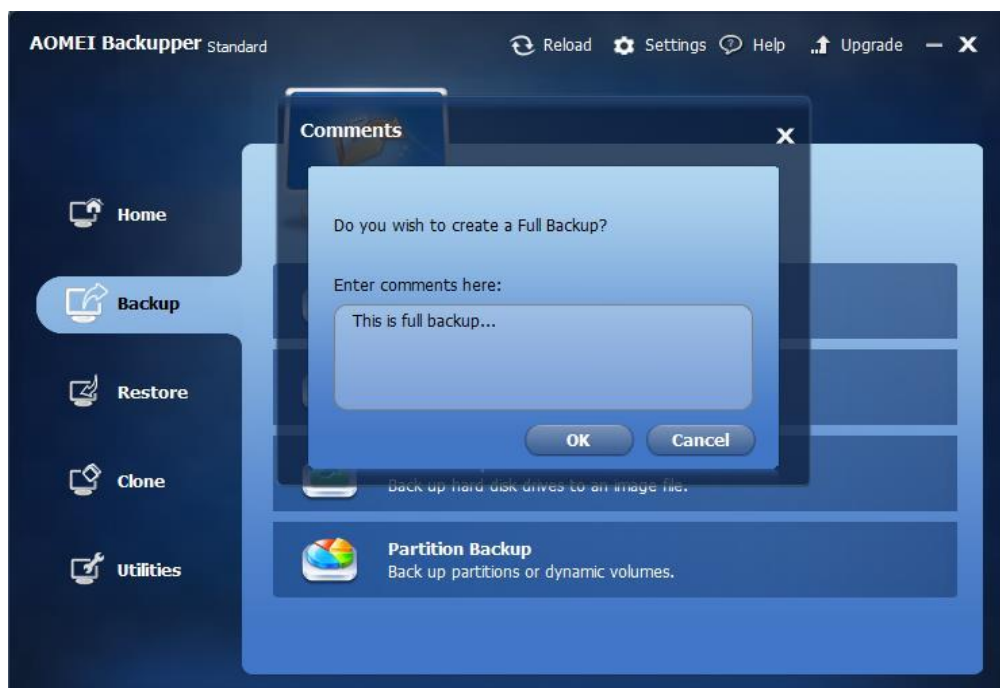 AOMEI Backupper Standard
Reload Settings Help Upgrade
Comments
Do you wish to create a Full Backup?
Enter comments here:
This is full backup...
OK Cancel
Home
Backup
Restore
Clone
Utilities
Back up hard disk drives to an image file.
Partition Backup
Back up partitions or dynamic volumes.